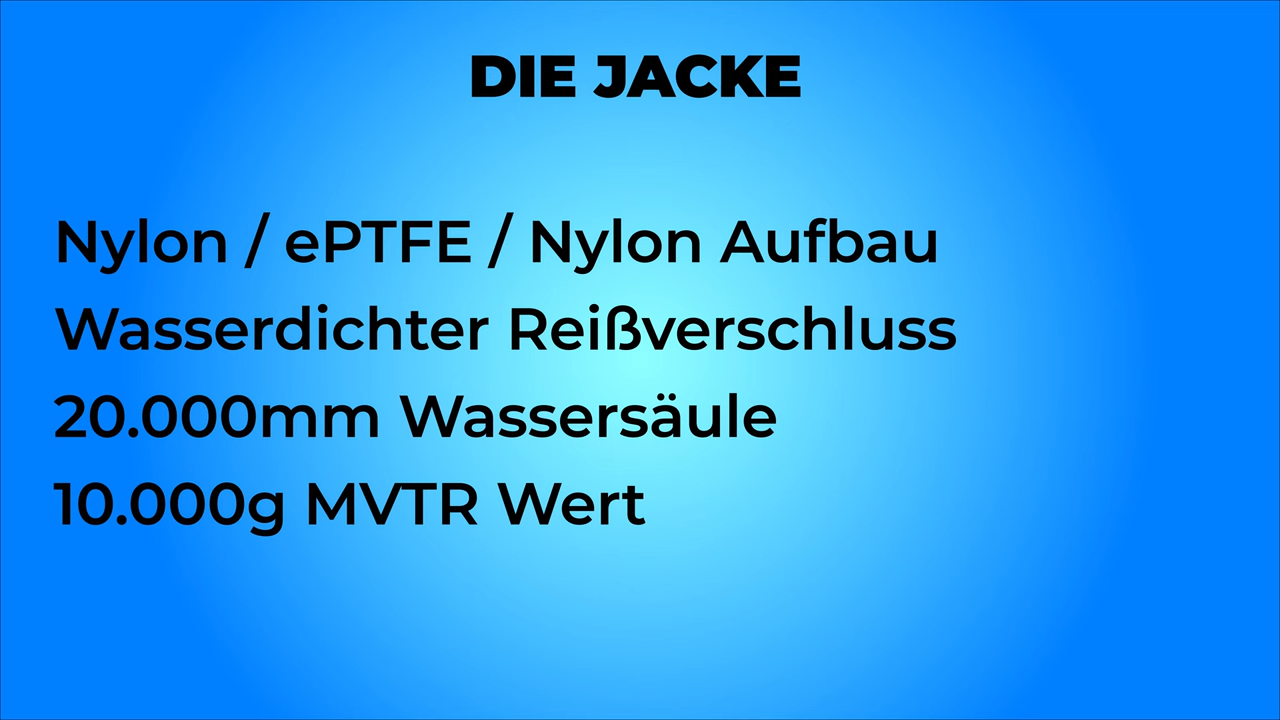 DIE JACKE
Nylon / ePTFE / Nylon Aufbau
Wasserdichter Reißverschluss
20.000mm Wassersäule
10.000g MVTR Wert